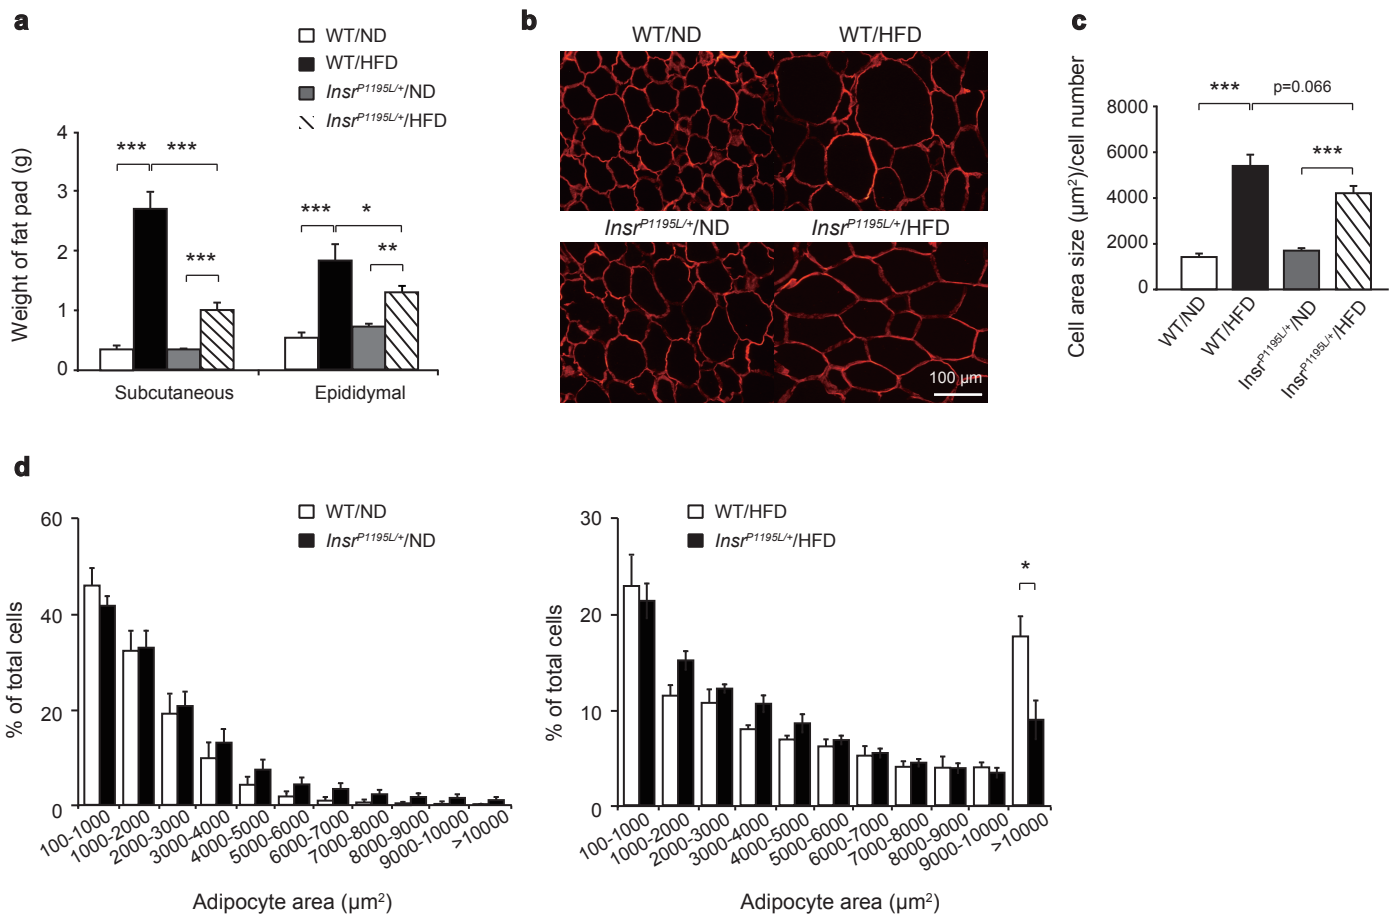 a
WT/ND
WT/HFD
Insr^P1195L/+/ND
Insr^P1195L/+/HFD
Weight of fat pad (g)
4
3
2
1
0
***
***
***
***
*
**
Subcutaneous
Epididymal
b
WT/ND
WT/HFD
Insr^P1195L/+/ND
Insr^P1195L/+/HFD
100 µm
c
Cell area size (µm²)/cell number
8000
6000
4000
2000
0
***
p=0.066
***
WT/ND
WT/HFD
Insr^P1195L/+/ND
Insr^P1195L/+/HFD
d
WT/ND
Insr^P1195L/+/ND
% of total cells
60
40
20
0
100-1000
1000-2000
2000-3000
3000-4000
4000-5000
5000-6000
6000-7000
7000-8000
8000-9000
9000-10000
>10000
Adipocyte area (µm²)
WT/HFD
Insr^P1195L/+/HFD
% of total cells
30
20
10
0
*
100-1000
1000-2000
2000-3000
3000-4000
4000-5000
5000-6000
6000-7000
7000-8000
8000-9000
9000-10000
>10000
Adipocyte area (µm²)